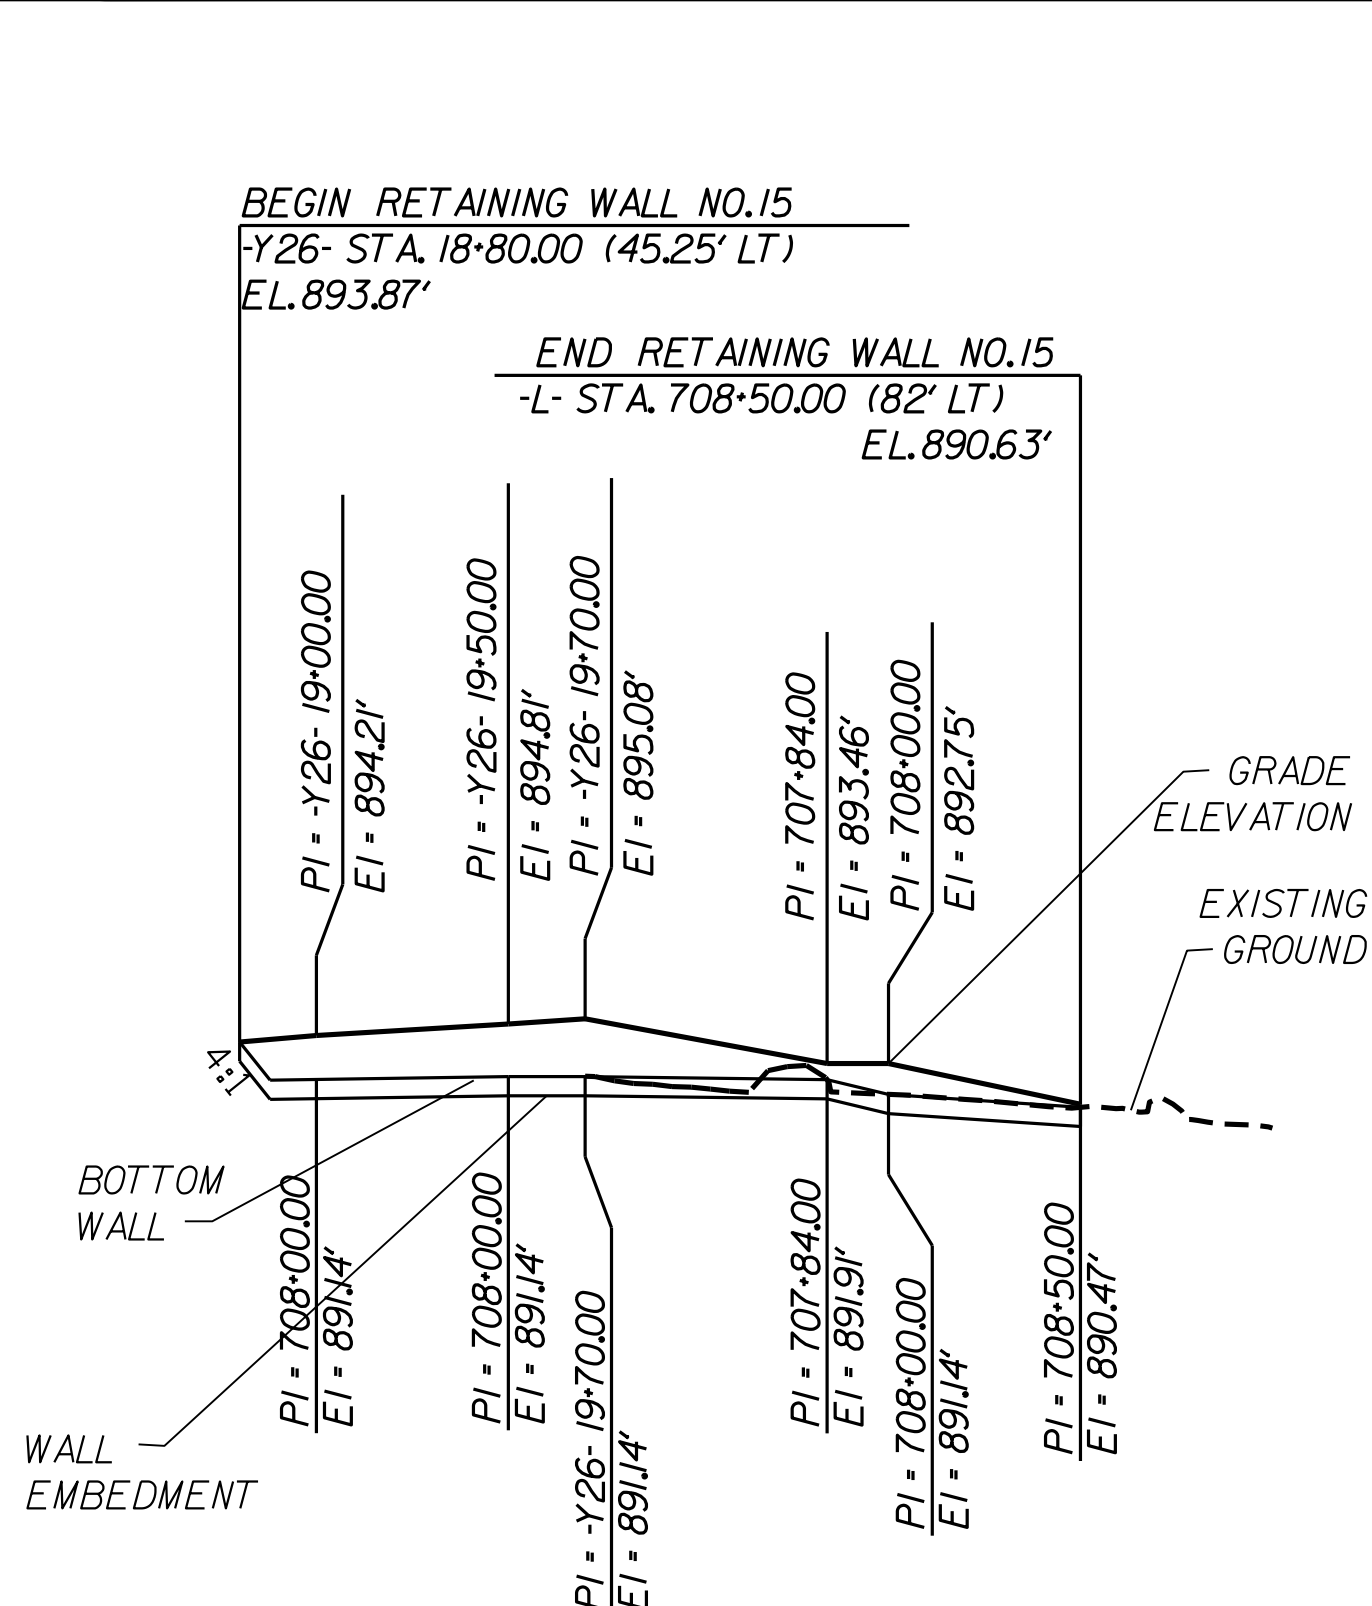 BEGIN RETAINING WALL NO. 15
-Y26- STA. 18+80.00 (45.25' LT)
EL. 893.87'
END RETAINING WALL NO. 15
-L- STA. 708+50.00 (82' LT)
EL. 890.63'
PI = -Y26- 19+00.00
El = 894.21'
PI = -Y26- 19+50.00
El = 894.81'
PI = -Y26- 19+70.00
El = 895.08'
PI = 707+84.00
El = 893.46'
PI = 708+00.00
El = 892.75'
GRADE
ELEVATION
EXISTING
GROUND
4:1
BOTTOM
WALL
WALL
EMBEDMENT
PI = 708+00.00
El = 891.14'
PI = 708+00.00
El = 891.14'
PI = -Y26- 19+70.00
El = 891.14'
PI = 707+84.00
El = 891.91'
PI = 708+00.00
El = 891.14'
PI = 708+50.00
El = 890.47'